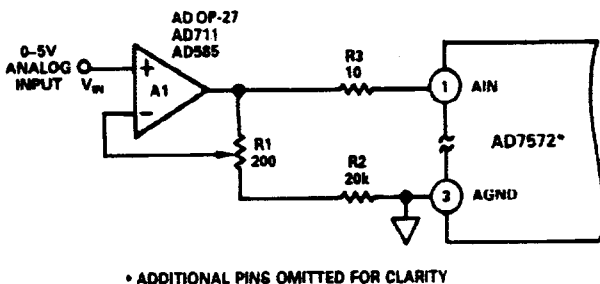 AD OP-27
AD711
AD585
0–5V
ANALOG
INPUT
VIN
+
A1
–
R3
10
1
AIN
AD7572*
R1
200
R2
20k
3
AGND
* ADDITIONAL PINS OMITTED FOR CLARITY